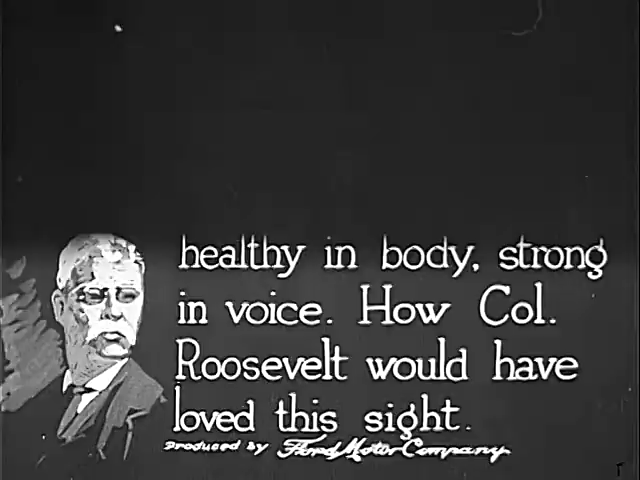 healthy in body, strong
in voice. How Col.
Roosevelt would have
loved this sight.
Produced by Ford Motor Company
T